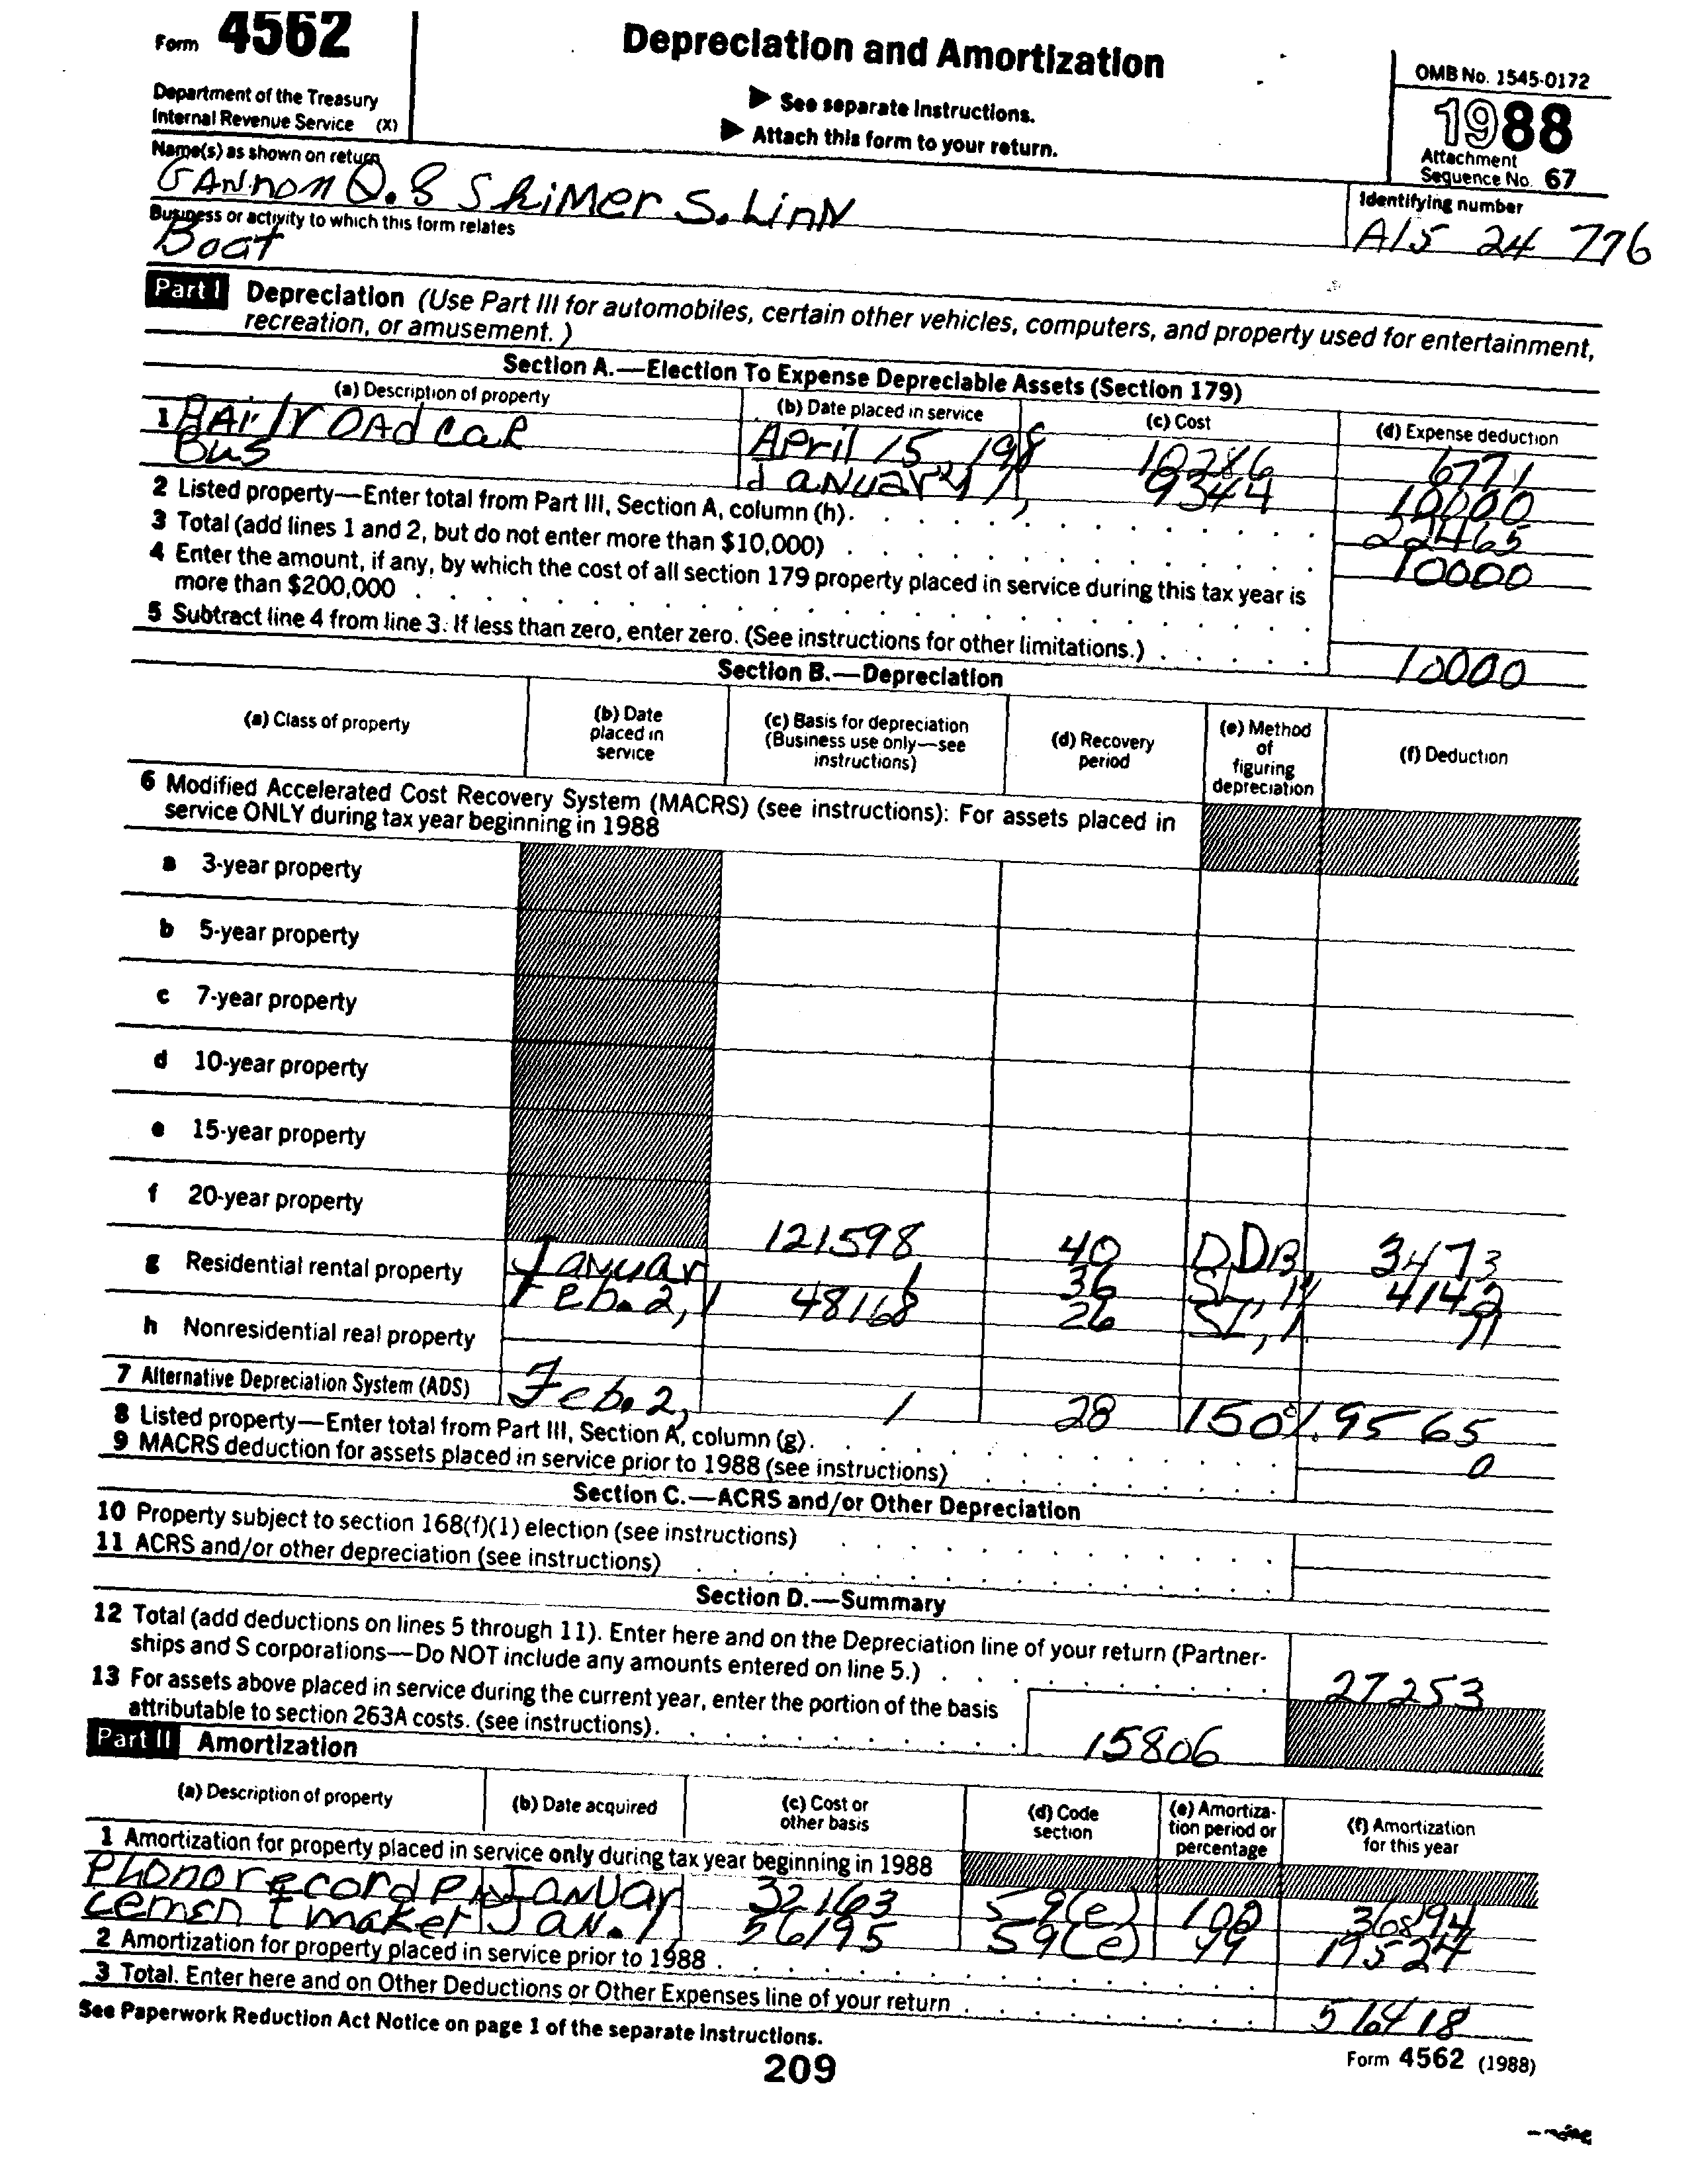 Form 4562
Depreciation and Amortization
OMB No. 1545-0172
Department of the Treasury
Internal Revenue Service (X)
▶ See separate Instructions.
▶ Attach this form to your return.
1988
Attachment
Sequence No. 67
Name(s) as shown on return
GANNON Q. & SkiMer S. LinN
Identifying number
A15 24 776
Business or activity to which this form relates
Boat
Part I Depreciation (Use Part III for automobiles, certain other vehicles, computers, and property used for entertainment,
recreation, or amusement.)
Section A.—Election To Expense Depreciable Assets (Section 179)
(a) Description of property (b) Date placed in service (c) Cost (d) Expense deduction
1 RAilrOAd caR April 15, 198 10286 6771
Bus January 1, 9344 10000
2 Listed property—Enter total from Part III, Section A, column (h). 22465
3 Total (add lines 1 and 2, but do not enter more than $10,000) 10000
4 Enter the amount, if any, by which the cost of all section 179 property placed in service during this tax year is
more than $200,000
5 Subtract line 4 from line 3. If less than zero, enter zero. (See instructions for other limitations.) 10000
Section B.—Depreciation
(a) Class of property (b) Date placed in service (c) Basis for depreciation (Business use only—see instructions) (d) Recovery period (e) Method of figuring depreciation (f) Deduction
6 Modified Accelerated Cost Recovery System (MACRS) (see instructions): For assets placed in
service ONLY during tax year beginning in 1988
a 3-year property
b 5-year property
c 7-year property
d 10-year property
e 15-year property
f 20-year property
121598 40 DDB 3473
g Residential rental property Januar 1 36 4142
Feb. 2, 1 48168 26 11
h Nonresidential real property
7 Alternative Depreciation System (ADS) Feb. 2, 1 28 150% 9565
8 Listed property—Enter total from Part III, Section A, column (g). 0
9 MACRS deduction for assets placed in service prior to 1988 (see instructions)
Section C.—ACRS and/or Other Depreciation
10 Property subject to section 168(f)(1) election (see instructions)
11 ACRS and/or other depreciation (see instructions)
Section D.—Summary
12 Total (add deductions on lines 5 through 11). Enter here and on the Depreciation line of your return (Partner-
ships and S corporations—Do NOT include any amounts entered on line 5.) 27253
13 For assets above placed in service during the current year, enter the portion of the basis
attributable to section 263A costs. (see instructions). 15806
Part II Amortization
(a) Description of property (b) Date acquired (c) Cost or other basis (d) Code section (e) Amortization period or percentage (f) Amortization for this year
1 Amortization for property placed in service only during tax year beginning in 1988
Phonorecord Januar 32163 59(e) 100 36894
cement maker Jan. 1, 56195 59(e) 99 19524
2 Amortization for property placed in service prior to 1988
3 Total. Enter here and on Other Deductions or Other Expenses line of your return 56418
See Paperwork Reduction Act Notice on page 1 of the separate Instructions.
Form 4562 (1988)
209